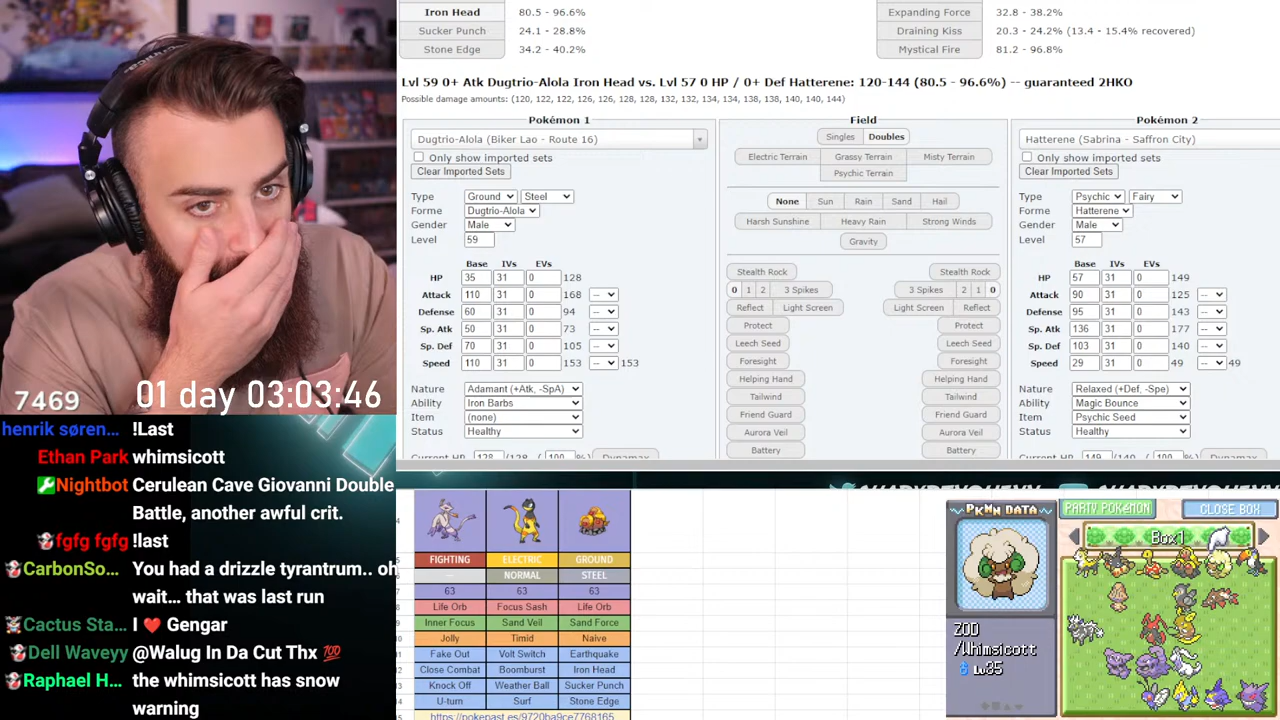 Iron Head 80.5 - 96.6%
Sucker Punch 24.1 - 28.8%
Stone Edge 34.2 - 40.2%
Expanding Force 32.8 - 38.2%
Draining Kiss 20.3 - 24.2% (13.4 - 15.4% recovered)
Mystical Fire 81.2 - 96.8%
Lvl 59 0+ Atk Dugtrio-Alola Iron Head vs. Lvl 57 0 HP / 0+ Def Hatterene: 120-144 (80.5 - 96.6%) -- guaranteed 2HKO
Possible damage amounts: (120, 122, 122, 126, 126, 128, 128, 132, 132, 134, 134, 138, 138, 140, 140, 144)
Pokémon 1
Dugtrio-Alola (Biker Lao - Route 16)
Only show imported sets
Clear Imported Sets
Type Ground Steel
Forme Dugtrio-Alola
Gender Male
Level 59
Base IVs EVs
HP 35 31 0 128
Attack 110 31 0 168 --
Defense 60 31 0 94 --
Sp. Atk 50 31 0 73 --
Sp. Def 70 31 0 105 --
Speed 110 31 0 153 -- 153
Nature Adamant (+Atk, -SpA)
Ability Iron Barbs
Item (none)
Status Healthy
Current HP 128 /128 ( 100 %) Dynamax
Field
Singles Doubles
Electric Terrain Grassy Terrain Misty Terrain
Psychic Terrain
None Sun Rain Sand Hail
Harsh Sunshine Heavy Rain Strong Winds
Gravity
Stealth Rock Stealth Rock
0 1 2 3 Spikes 3 Spikes 2 1 0
Reflect Light Screen Light Screen Reflect
Protect Protect
Leech Seed Leech Seed
Foresight Foresight
Helping Hand Helping Hand
Tailwind Tailwind
Friend Guard Friend Guard
Aurora Veil Aurora Veil
Battery Battery
Pokémon 2
Hatterene (Sabrina - Saffron City)
Only show imported sets
Clear Imported Sets
Type Psychic Fairy
Forme Hatterene
Gender Male
Level 57
Base IVs EVs
HP 57 31 0 149
Attack 90 31 0 125 --
Defense 95 31 0 143 --
Sp. Atk 136 31 0 177 --
Sp. Def 103 31 0 140 --
Speed 29 31 0 49 -- 49
Nature Relaxed (+Def, -Spe)
Ability Magic Bounce
Item Psychic Seed
Status Healthy
Current HP 149 /149 ( 100 %) Dynamax
7469
01 day 03:03:46
henrik søren... !Last
Ethan Park whimsicott
Nightbot Cerulean Cave Giovanni Double
Battle, another awful crit.
fgfg fgfg !last
CarbonSo... You had a drizzle tyrantrum.. oh
wait... that was last run
Cactus Sta... I ❤ Gengar
Dell Waveyy @Walug In Da Cut Thx 💯
Raphael H... the whimsicott has snow
warning
FIGHTING ELECTRIC GROUND
-- NORMAL STEEL
63 63 63
Life Orb Focus Sash Life Orb
Inner Focus Sand Veil Sand Force
Jolly Timid Naive
Fake Out Volt Switch Earthquake
Close Combat Boomburst Iron Head
Knock Off Weather Ball Sucker Punch
U-turn Surf Stone Edge
https://pokepast.es/9720ba9ce7768165
PKMN DATA
ZOD
/Whimsicott
♂ Lv35
PARTY POKéMON
CLOSE BOX
Box1